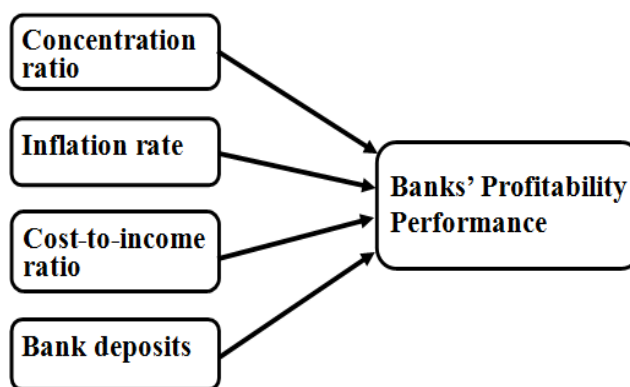 Concentration
ratio
Inflation rate
Cost-to-income
ratio
Bank deposits
Banks' Profitability
Performance